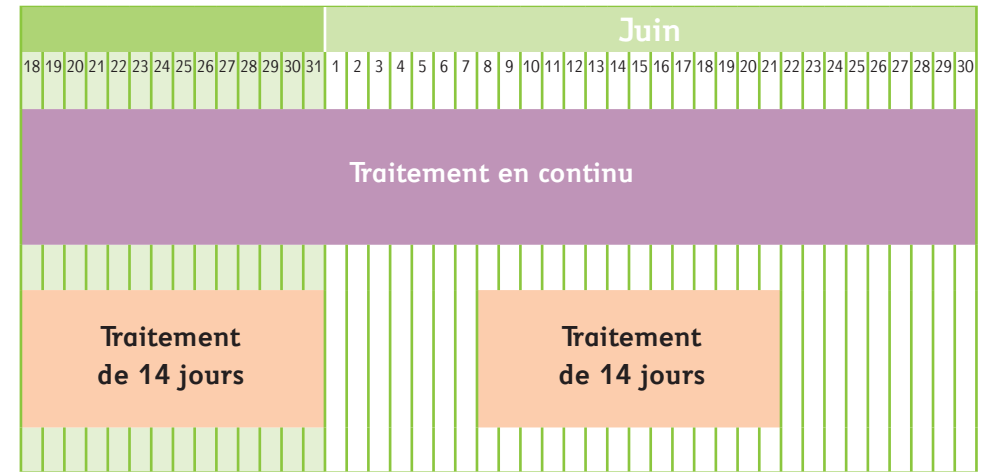 Juin
18 19 20 21 22 23 24 25 26 27 28 29 30 31 1 2 3 4 5 6 7 8 9 10 11 12 13 14 15 16 17 18 19 20 21 22 23 24 25 26 27 28 29 30
Traitement en continu
Traitement
de 14 jours
Traitement
de 14 jours